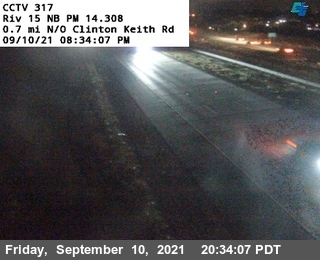 CCTV 317
Riv 15 NB PM 14.308
0.7 mi N/O Clinton Keith Rd
09/10/21 08:34:07 PM
Friday, September 10, 2021 20:34:07 PDT